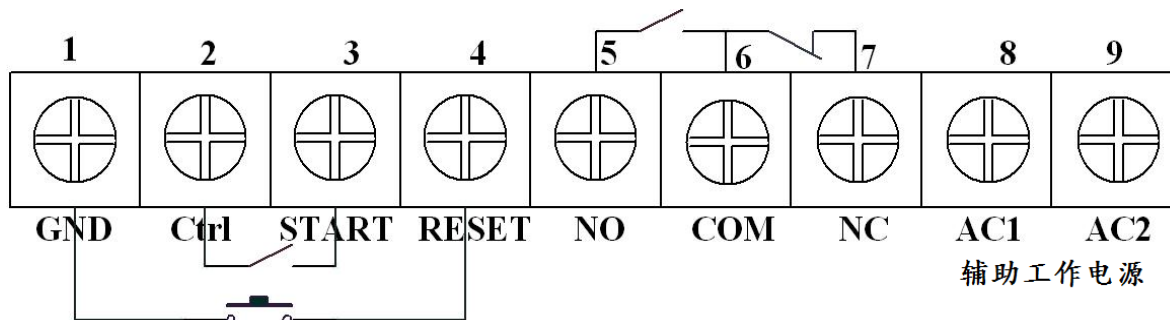 1 2 3 4 5 6 7 8 9
GND Ctrl START RESET NO COM NC AC1 AC2
辅助工作电源